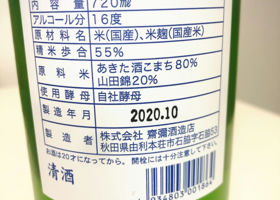 内容量 720㎖
アルコール分 16度
原材料名 米(国産)、米麹(国産米)
精米歩合 55%
原料米 あきた酒こまち80%
山田錦20%
使用酵母 自社酵母
製造年月 2020.10
製造者 株式会社 齋彌酒造店
秋田県由利本荘市石脇字石脇53
お酒は20才になってから。開栓には十分注意して下さい。
清酒
4034803001864